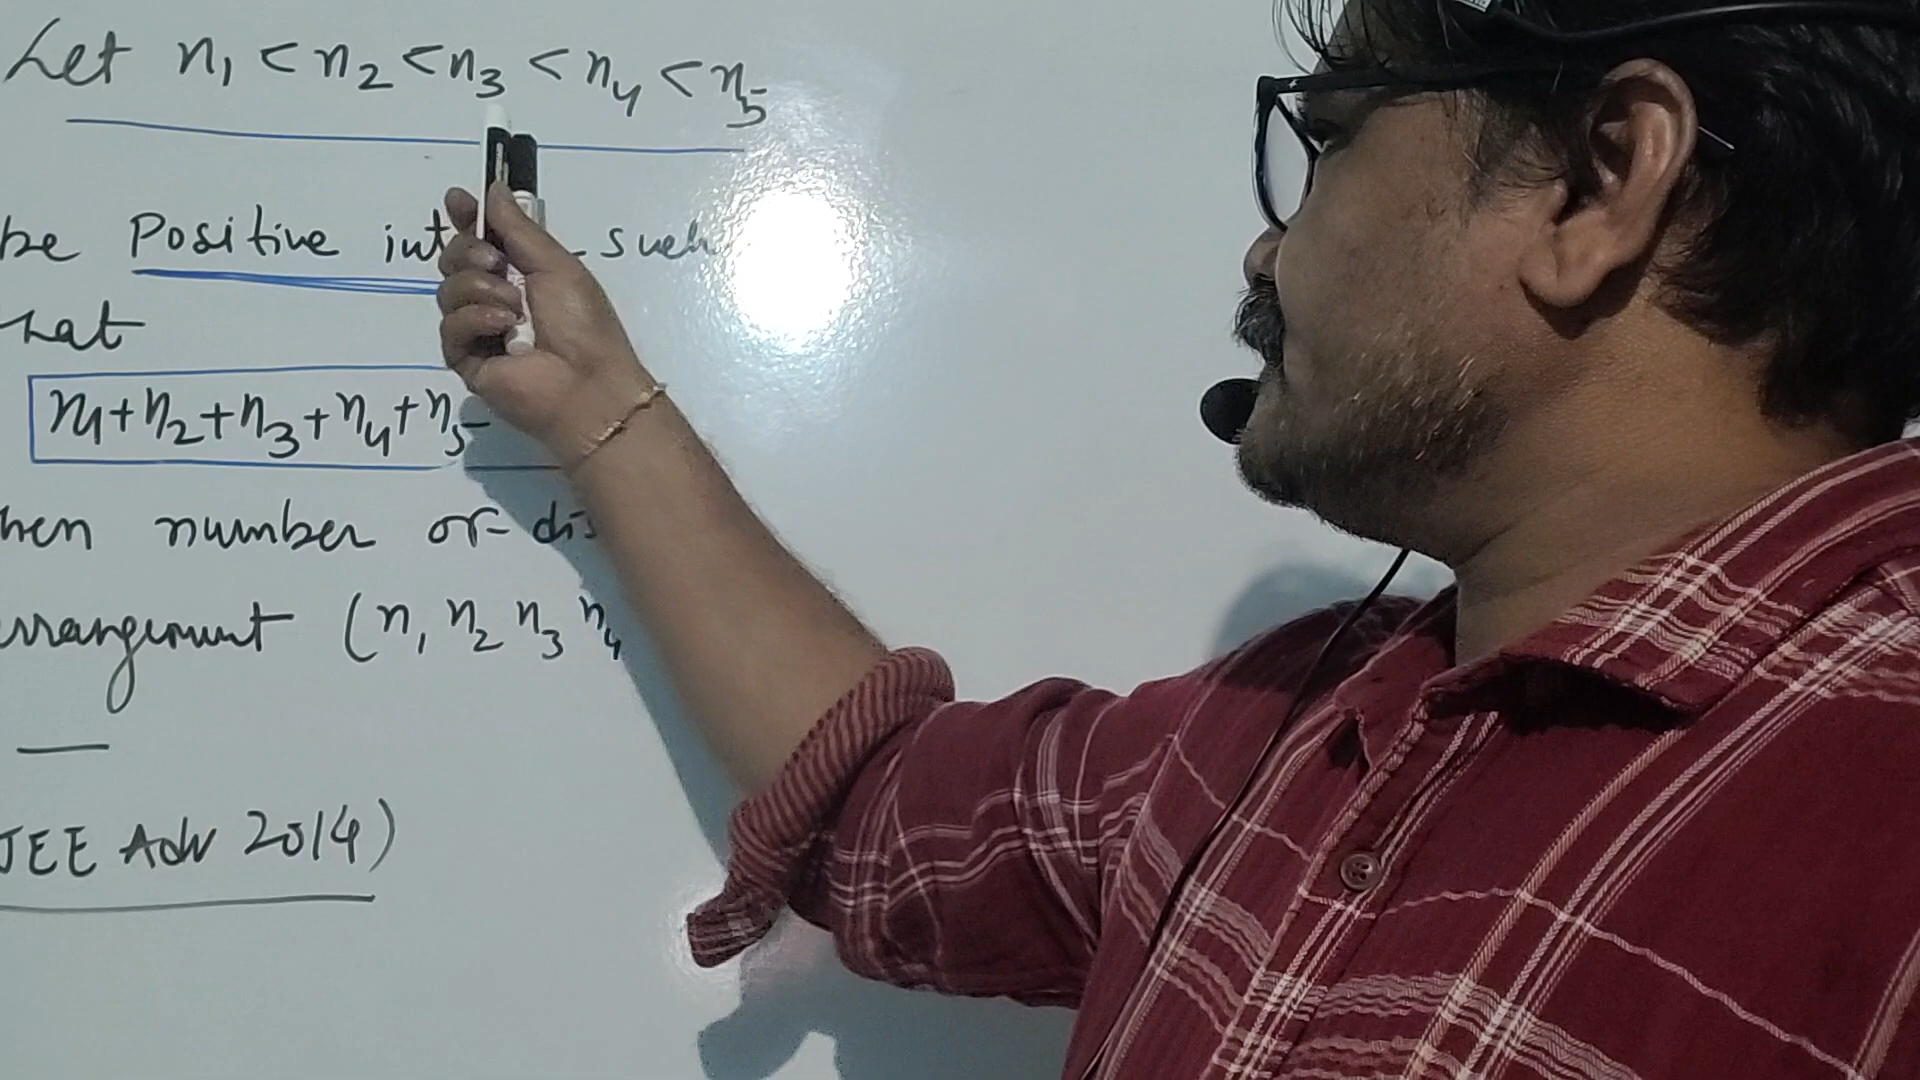 Let n₁ < n₂ < n₃ < n₄ < n₅
be Positive int such
hat
n₁+n₂+n₃+n₄+n₅
hen number of dis
arrangement (n₁ n₂ n₃ n₄
—
JEE Adv 2014)